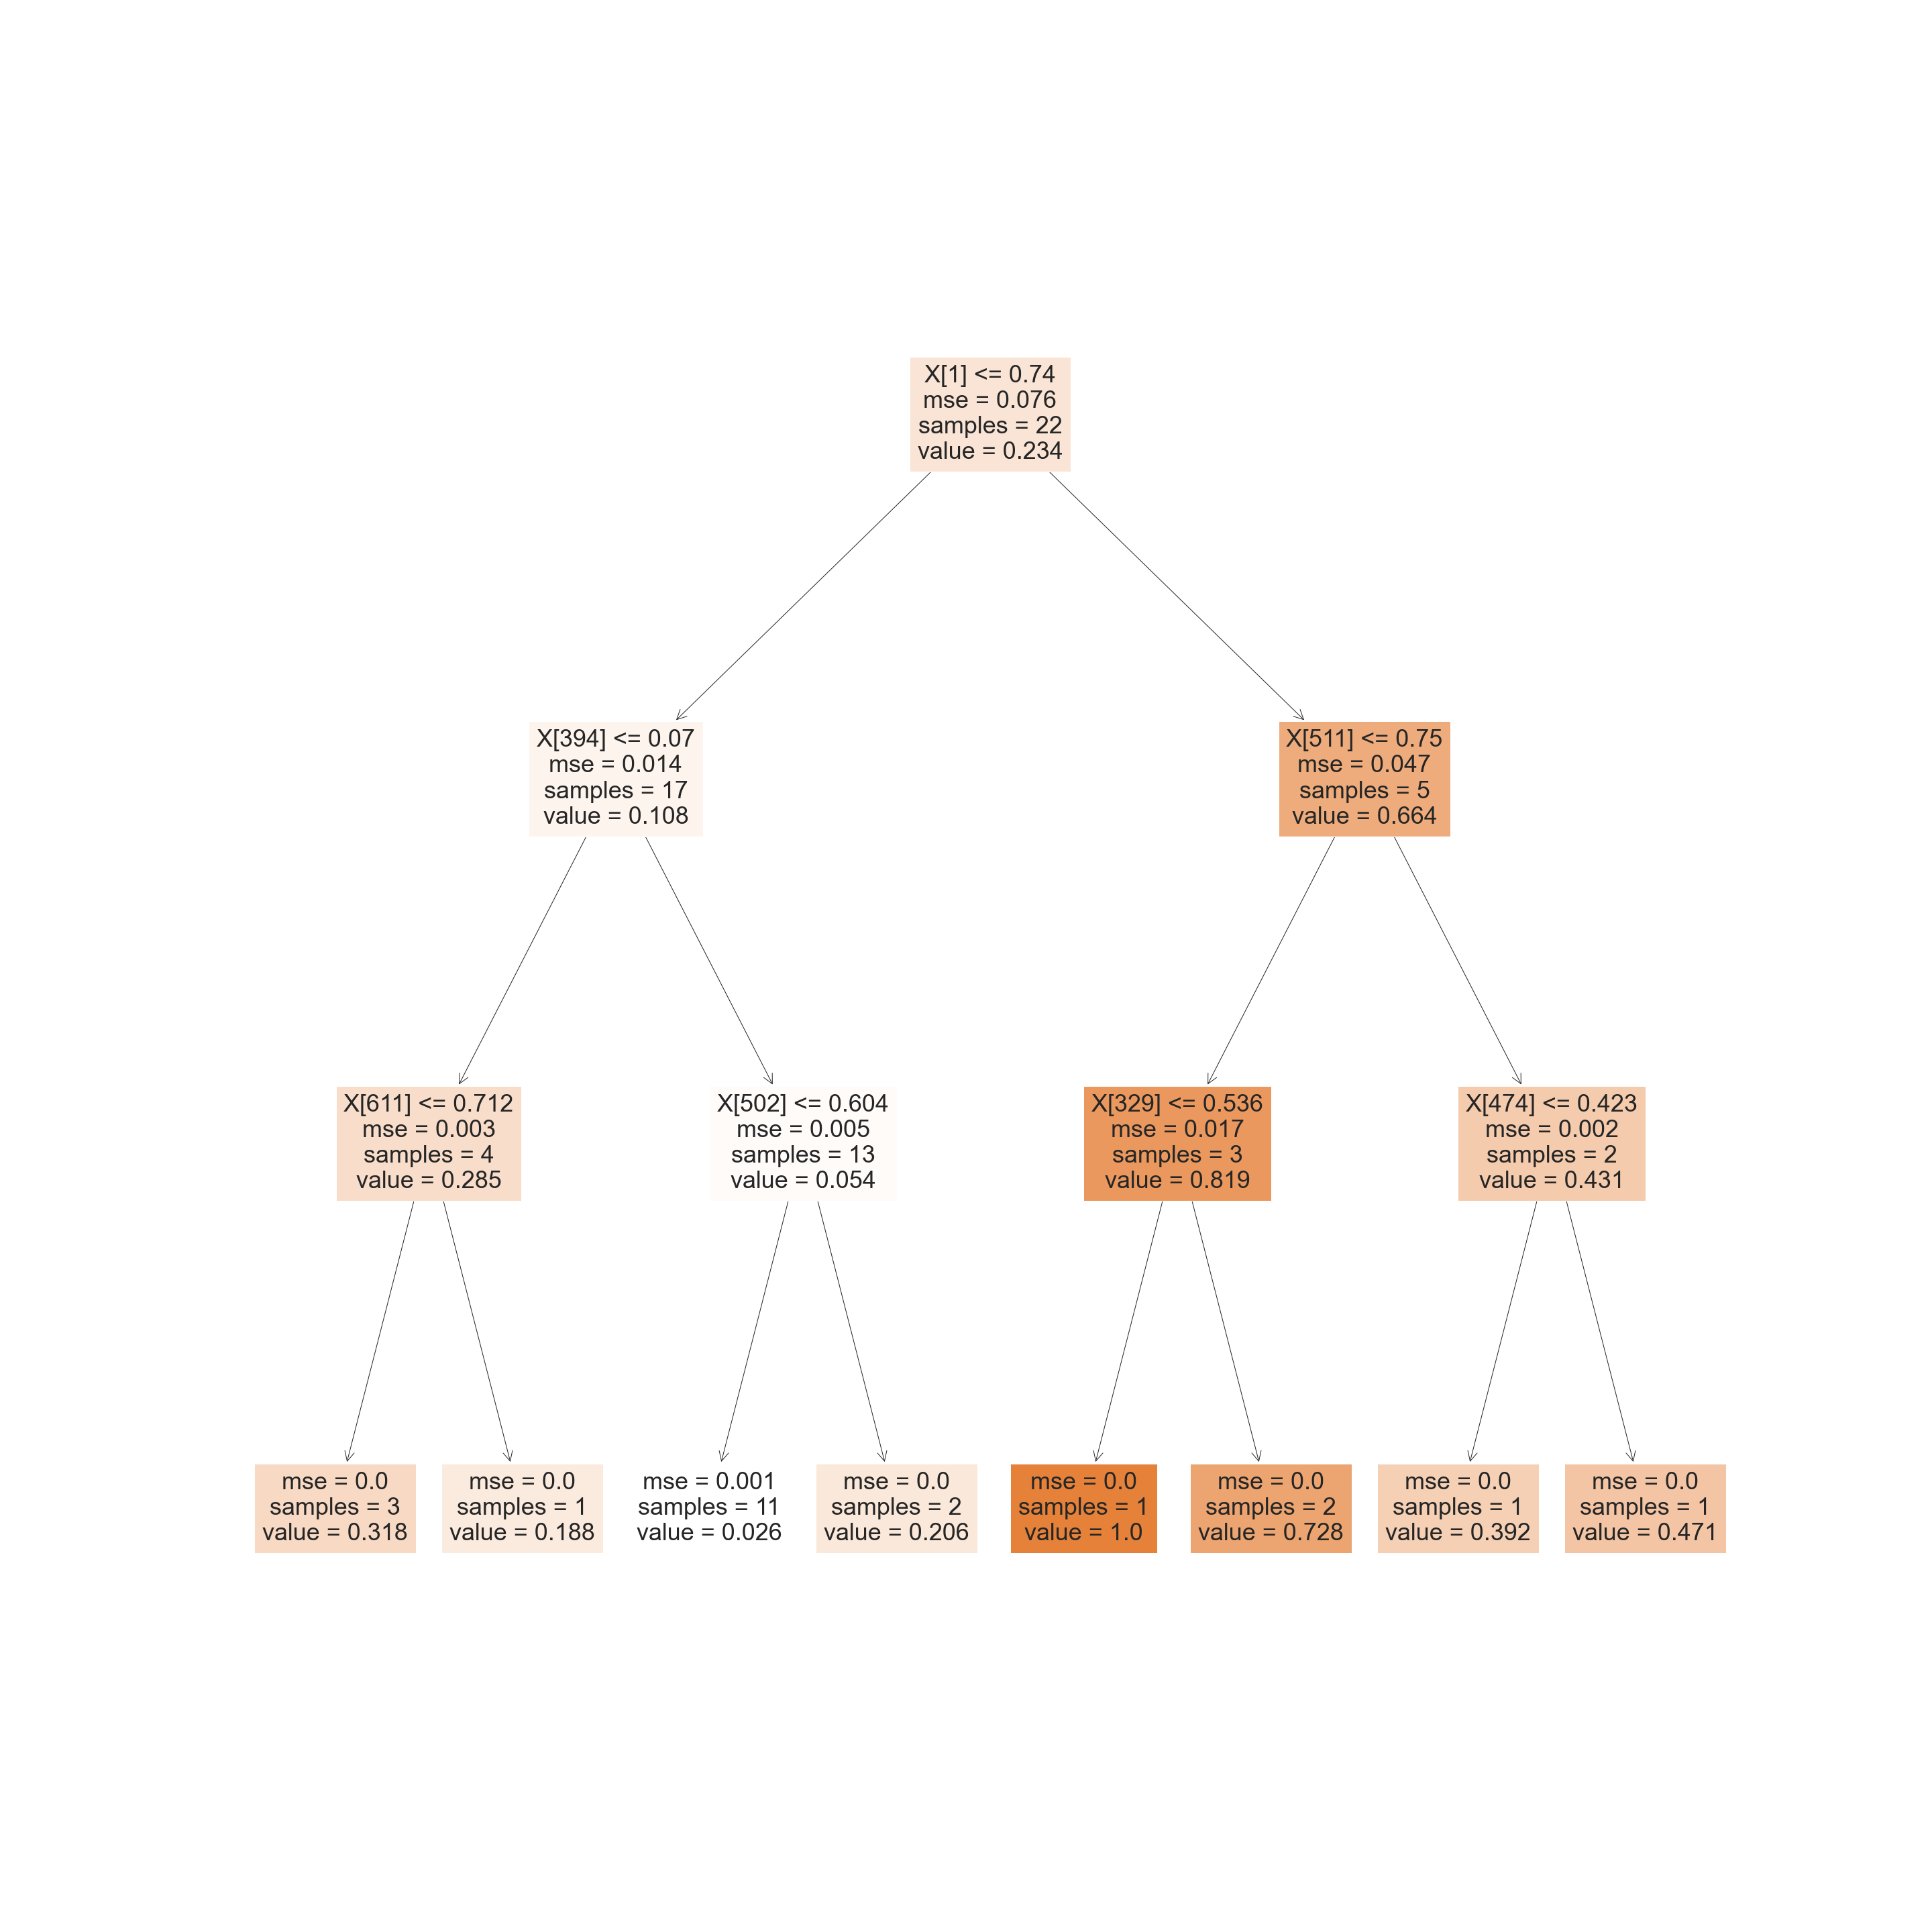 X[1] <= 0.74
mse = 0.076
samples = 22
value = 0.234
X[394] <= 0.07
mse = 0.014
samples = 17
value = 0.108
X[511] <= 0.75
mse = 0.047
samples = 5
value = 0.664
X[611] <= 0.712
mse = 0.003
samples = 4
value = 0.285
X[502] <= 0.604
mse = 0.005
samples = 13
value = 0.054
X[329] <= 0.536
mse = 0.017
samples = 3
value = 0.819
X[474] <= 0.423
mse = 0.002
samples = 2
value = 0.431
mse = 0.0
samples = 3
value = 0.318
mse = 0.0
samples = 1
value = 0.188
mse = 0.001
samples = 11
value = 0.026
mse = 0.0
samples = 2
value = 0.206
mse = 0.0
samples = 1
value = 1.0
mse = 0.0
samples = 2
value = 0.728
mse = 0.0
samples = 1
value = 0.392
mse = 0.0
samples = 1
value = 0.471